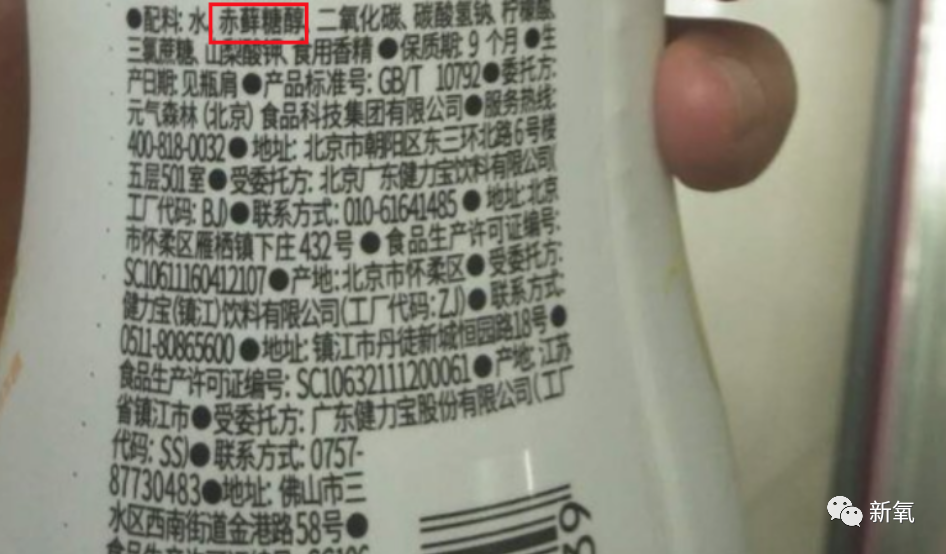 ●配料: 水、赤藓糖醇、二氧化碳、碳酸氢钠、柠檬酸、
三氯蔗糖、山梨酸钾、食用香精●保质期: 9个月●生
产日期: 见瓶肩●产品标准号: GB/T 10792●委托方:
元气森林(北京)食品科技集团有限公司●服务热线:
400-818-0032●地址: 北京市朝阳区东三环北路6号楼
五层501室●受委托方: 北京广东健力宝饮料有限公司(
工厂代码: BJ)●联系方式: 010-61641485●地址: 北京
市怀柔区雁栖镇下庄432号●食品生产许可证编号:
SC10611160412107●产地: 北京市怀柔区●受委托方:
健力宝(镇江)饮料有限公司(工厂代码: ZJ)●联系方式:
0511-80865600●地址: 镇江市丹徒新城恒园路18号●
食品生产许可证编号: SC10632111200061●产地: 江苏
省镇江市●受委托方: 广东健力宝股份有限公司(工厂
代码: SS)●联系方式: 0757-
87730483●地址: 佛山市三
水区西南街道金港路58号●
食品生产许可证编号:
39
新氧